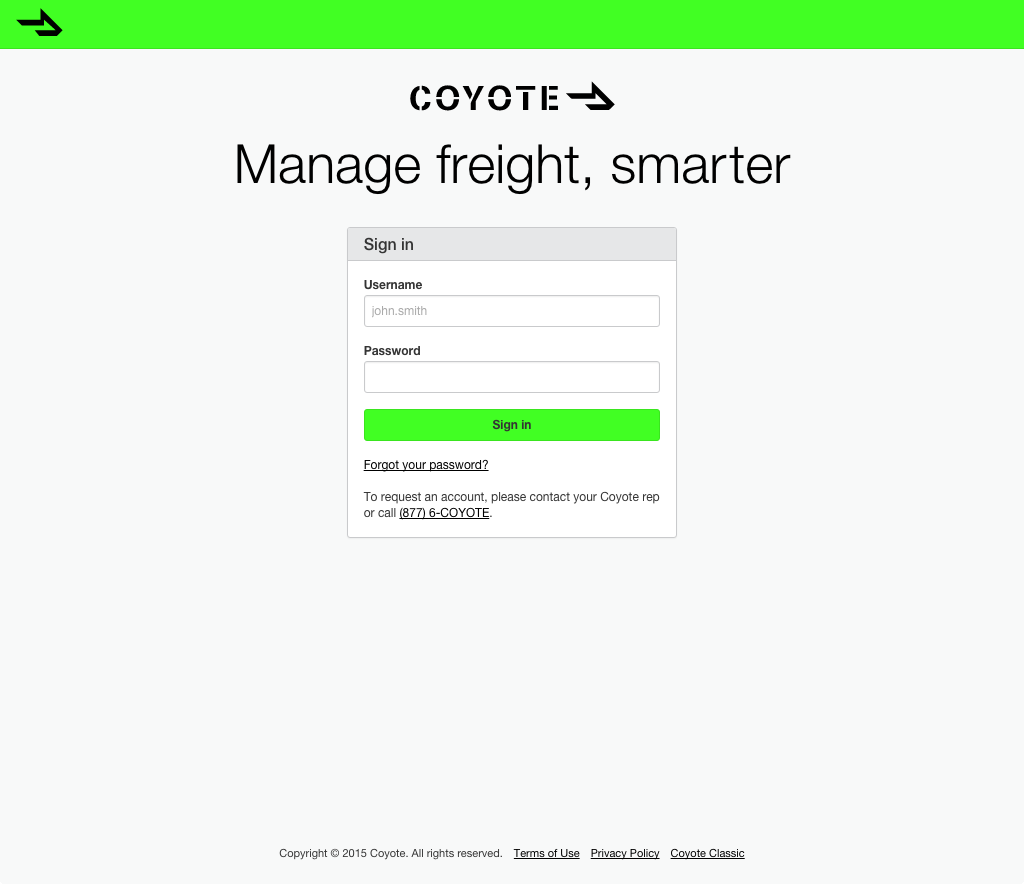 COYOTE
Manage freight, smarter
Sign in
Username
john.smith
Password
Sign in
Forgot your password?
To request an account, please contact your Coyote rep
or call (877) 6-COYOTE.
Copyright © 2015 Coyote. All rights reserved. Terms of Use Privacy Policy Coyote Classic